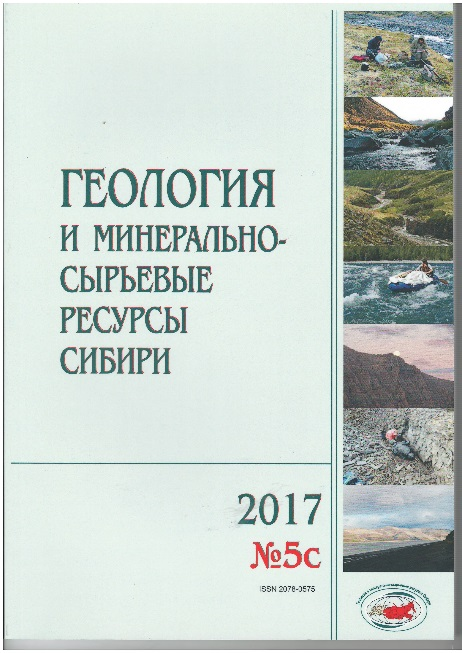 ГЕОЛОГИЯ
И МИНЕРАЛЬНО-
СЫРЬЕВЫЕ
РЕСУРСЫ
СИБИРИ
2017
№5с
ISSN 2078-0575